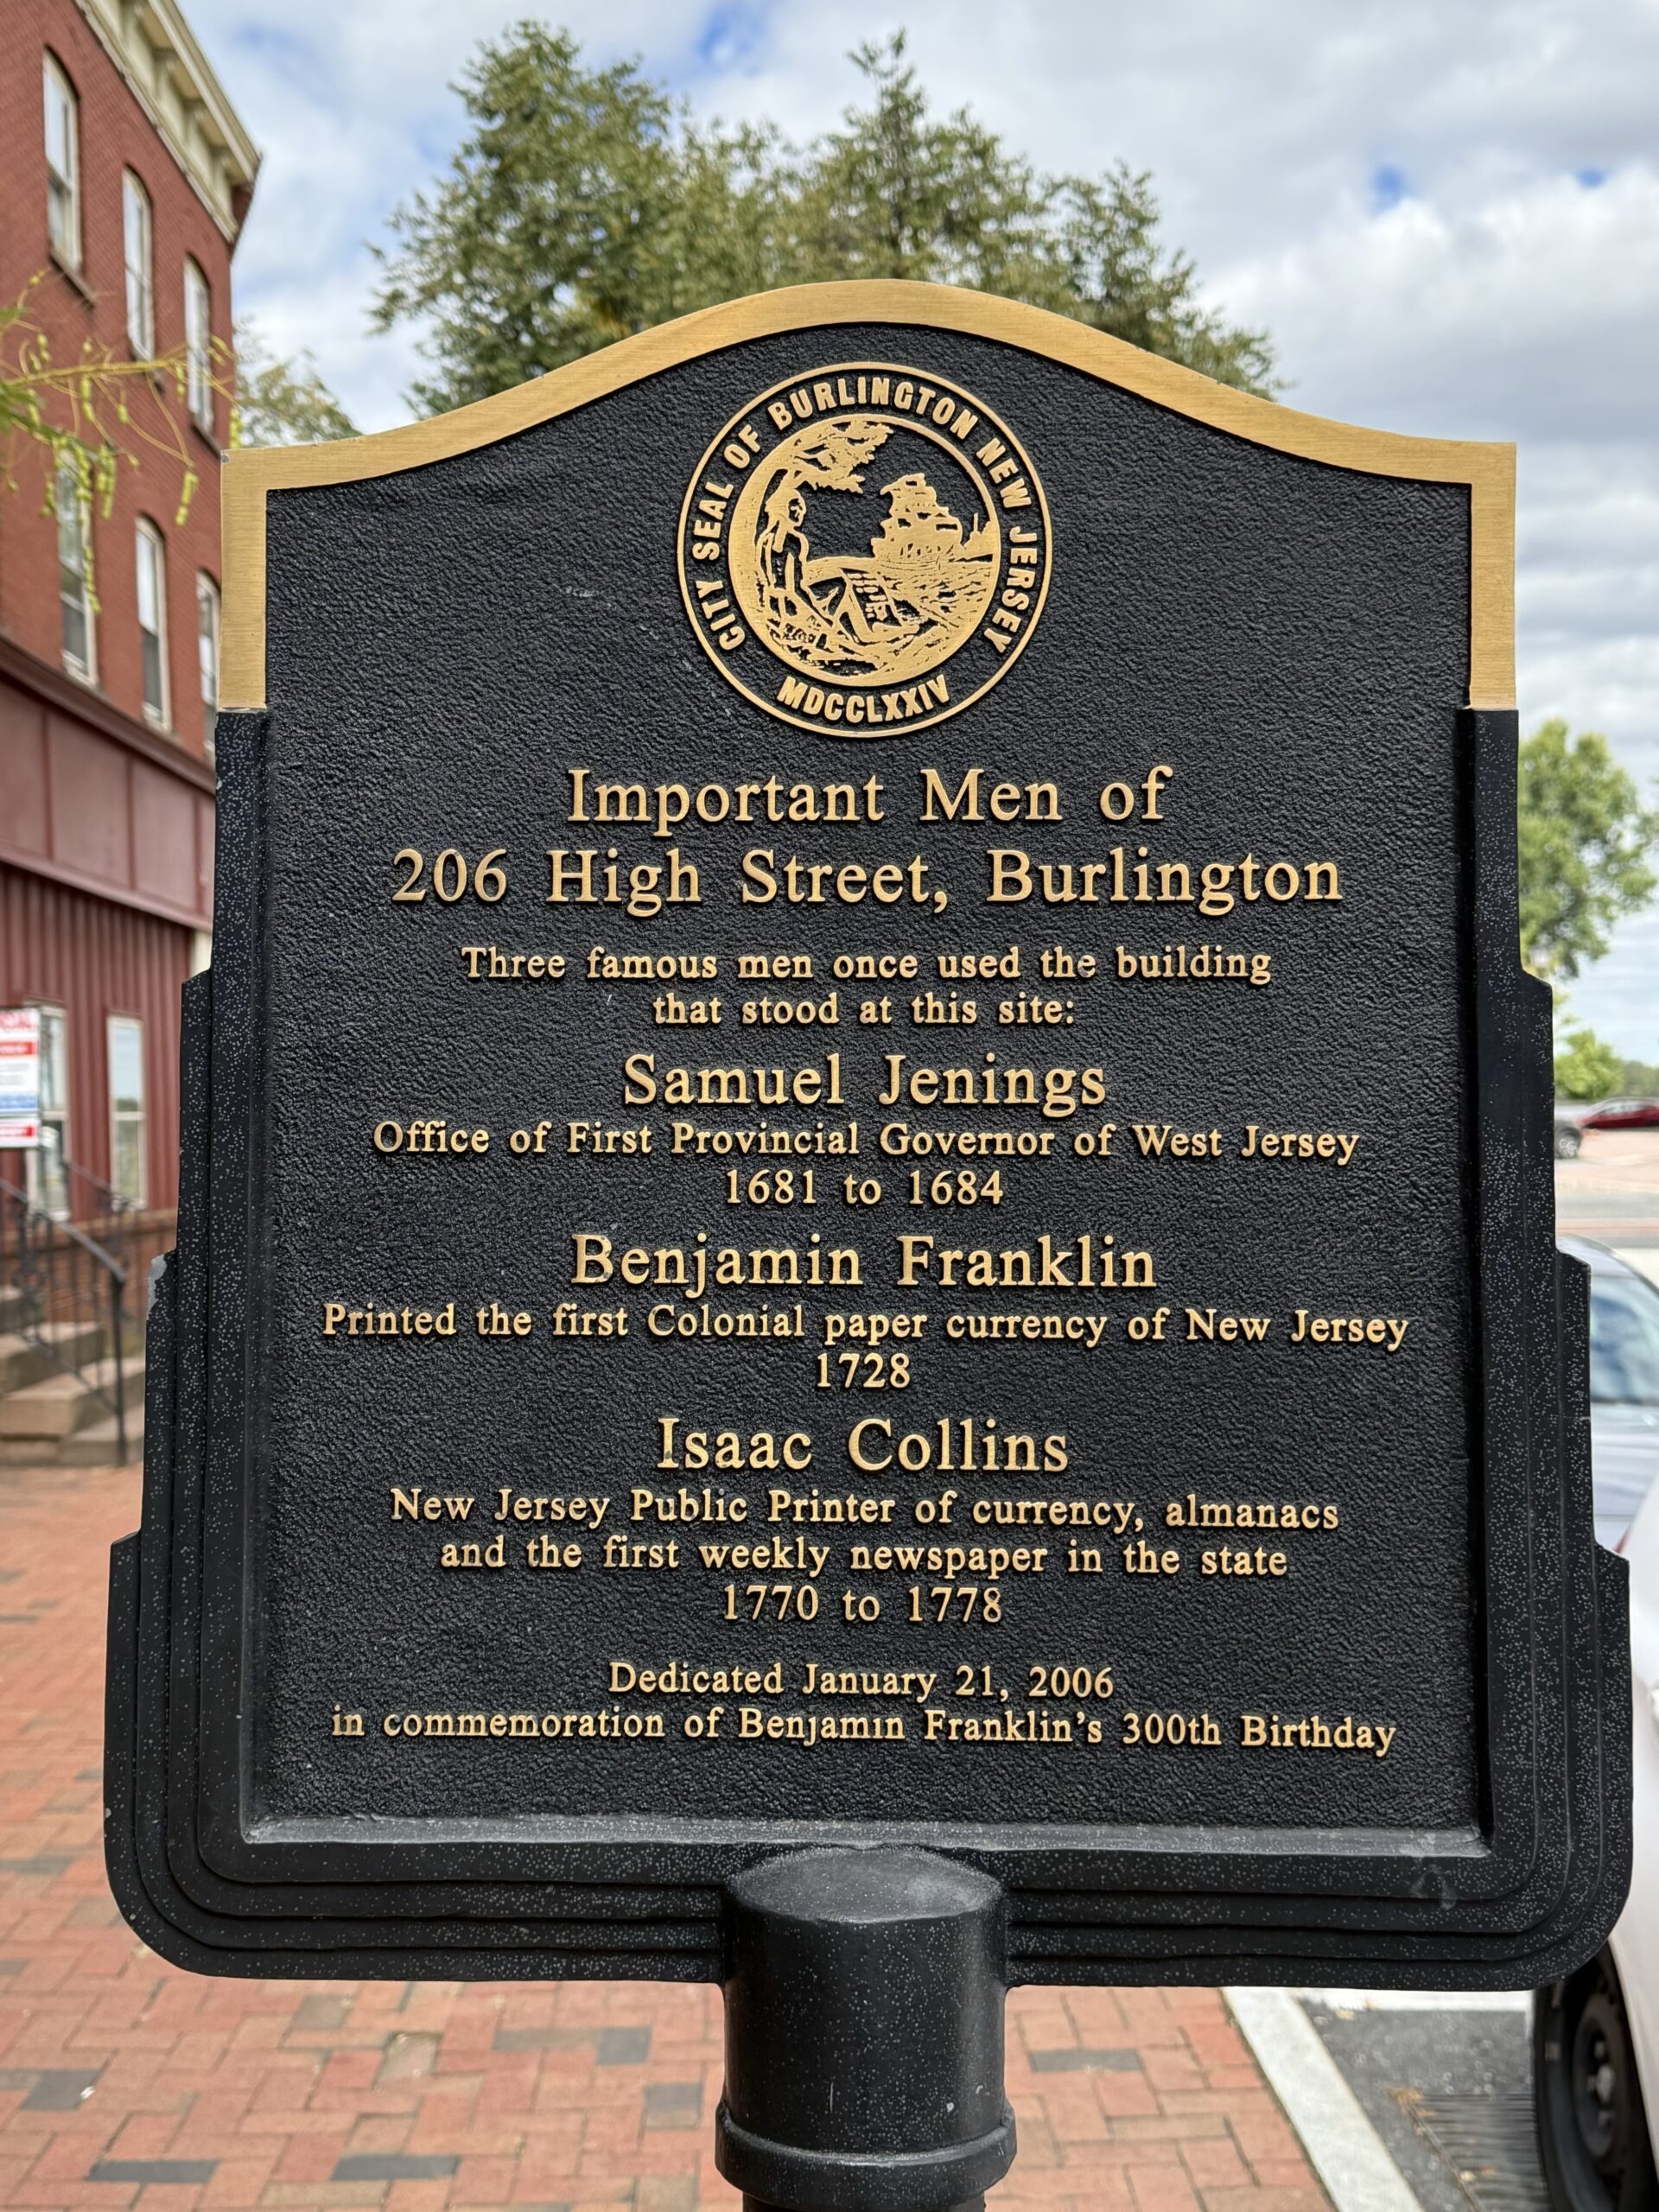 CITY SEAL OF BURLINGTON NEW JERSEY
MDCCLXXIV
Important Men of
206 High Street, Burlington
Three famous men once used the building
that stood at this site:
Samuel Jenings
Office of First Provincial Governor of West Jersey
1681 to 1684
Benjamin Franklin
Printed the first Colonial paper currency of New Jersey
1728
Isaac Collins
New Jersey Public Printer of currency, almanacs
and the first weekly newspaper in the state
1770 to 1778
Dedicated January 21, 2006
in commemoration of Benjamin Franklin's 300th Birthday